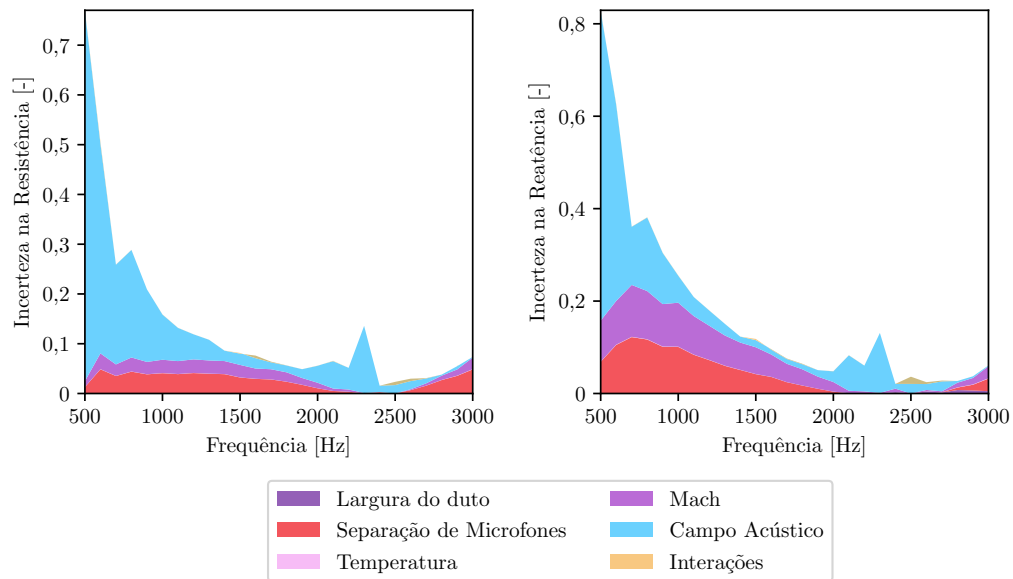 Incerteza na Resistência [-]
0,7
0,6
0,5
0,4
0,3
0,2
0,1
0
500 1000 1500 2000 2500 3000
Frequência [Hz]
Incerteza na Reatência [-]
0,8
0,6
0,4
0,2
0
500 1000 1500 2000 2500 3000
Frequência [Hz]
Largura do duto
Separação de Microfones
Temperatura
Mach
Campo Acústico
Interações